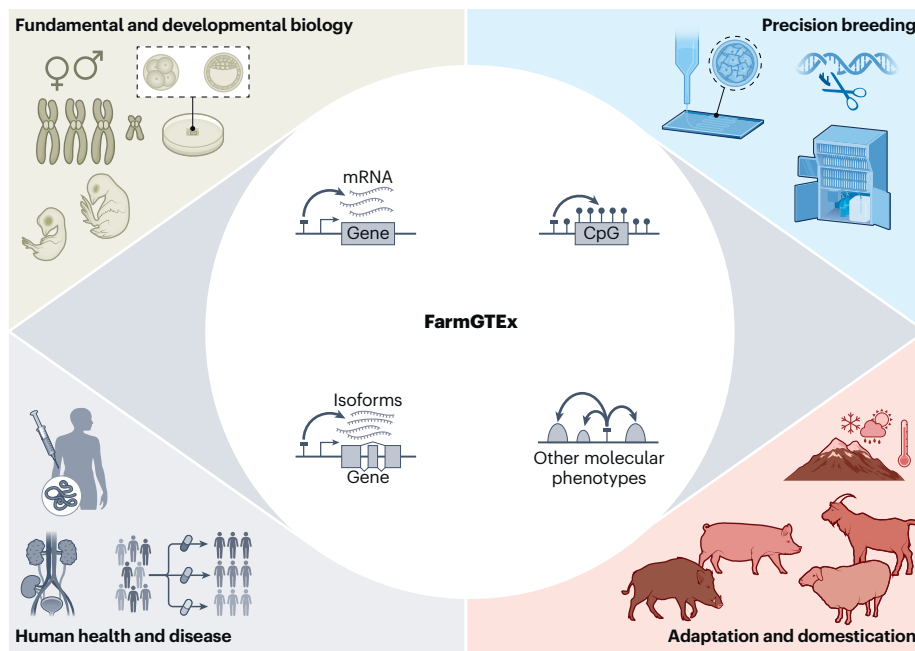 Fundamental and developmental biology
Precision breeding
mRNA
Gene
CpG
FarmGTEx
Isoforms
Gene
Other molecular
phenotypes
Human health and disease
Adaptation and domestication